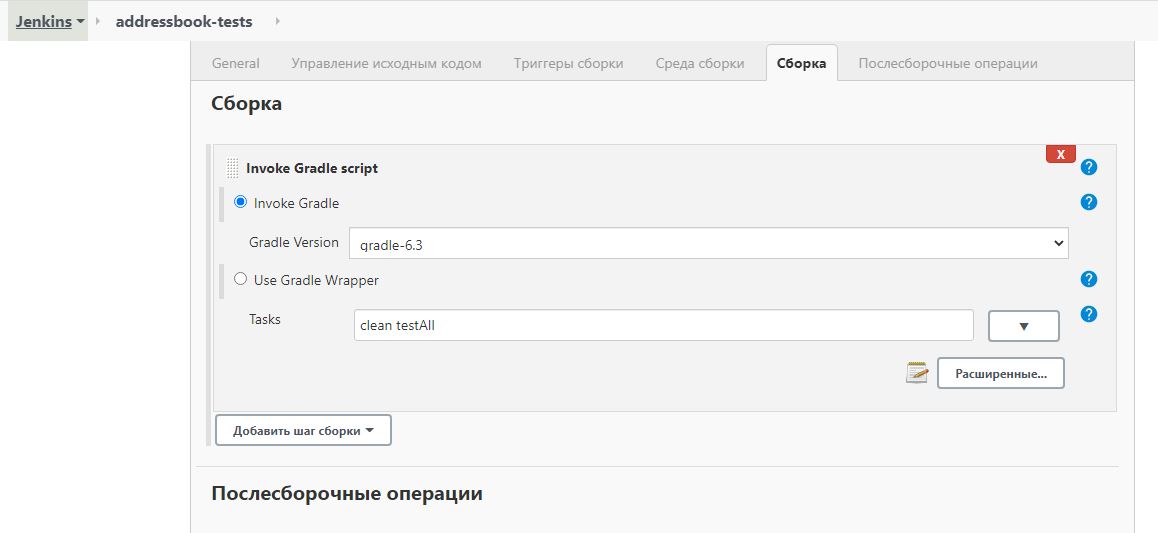 Jenkins addressbook-tests
General Управление исходным кодом Триггеры сборки Среда сборки Сборка Послесборочные операции
Сборка
X
Invoke Gradle script ?
Invoke Gradle ?
Gradle Version gradle-6.3
Use Gradle Wrapper ?
Tasks clean testAll ?
Расширенные...
Добавить шаг сборки
Послесборочные операции